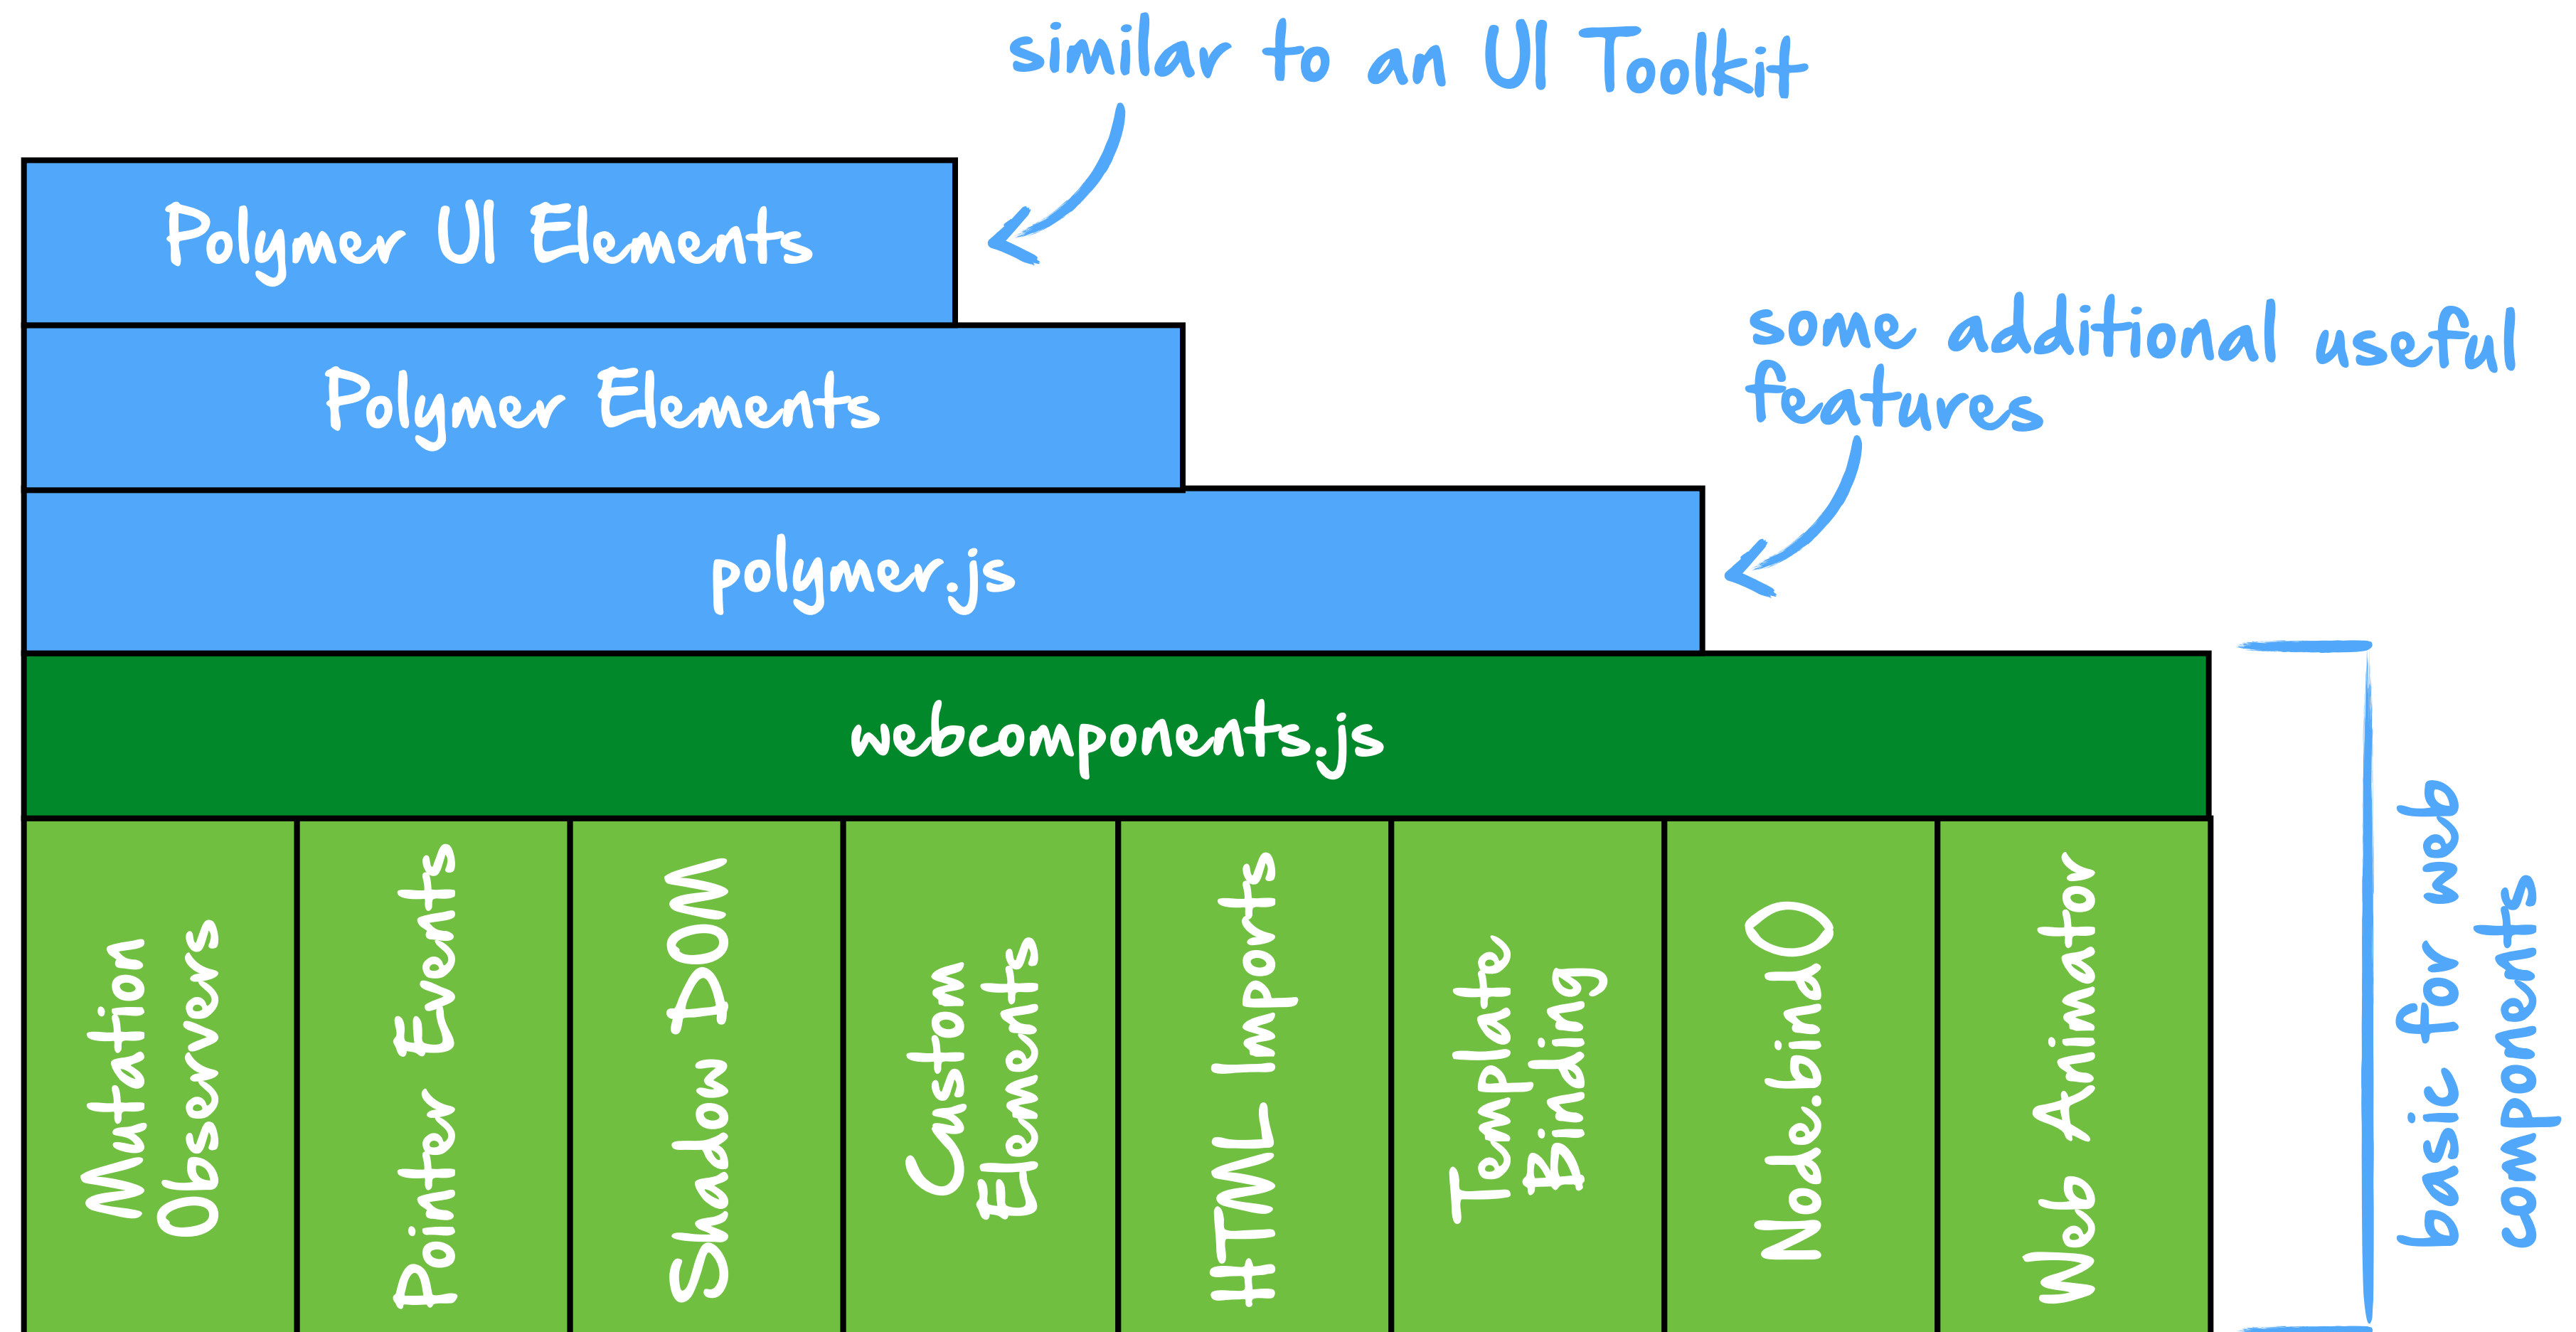 similar to an UI Toolkit
Polymer UI Elements
some additional useful
features
Polymer Elements
polymer.js
webcomponents.js
Mutation
Observers
Pointer Events
Shadow DOM
Custom
Elements
HTML Imports
Template
Binding
Node.bind()
Web Animator
basic for web
components